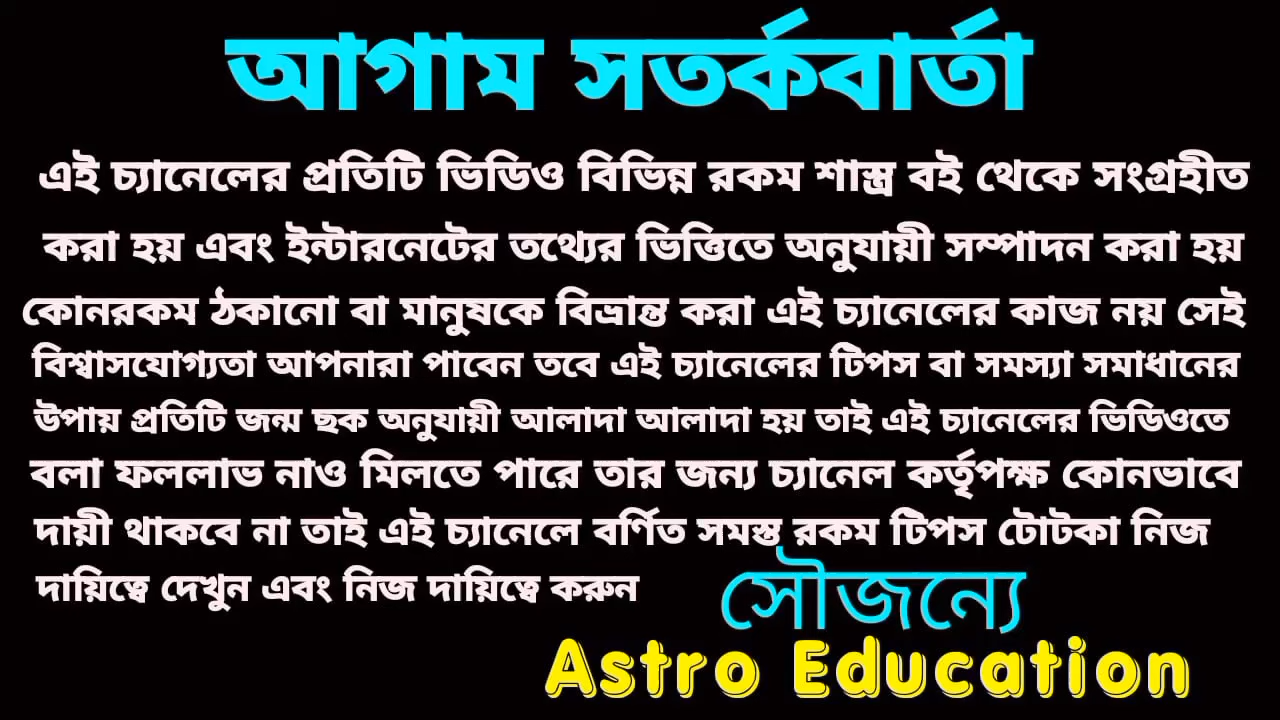 আগাম সতর্কবার্তা
এই চ্যানেলের প্রতিটি ভিডিও বিভিন্ন রকম শাস্ত্র বই থেকে সংগ্রহীত
করা হয় এবং ইন্টারনেটের তথ্যের ভিত্তিতে অনুযায়ী সম্পাদন করা হয়
কোনরকম ঠকানো বা মানুষকে বিভ্রান্ত করা এই চ্যানেলের কাজ নয় সেই
বিশ্বাসযোগ্যতা আপনারা পাবেন তবে এই চ্যানেলের টিপস বা সমস্যা সমাধানের
উপায় প্রতিটি জন্ম ছক অনুযায়ী আলাদা আলাদা হয় তাই এই চ্যানেলের ভিডিওতে
বলা ফললাভ নাও মিলতে পারে তার জন্য চ্যানেল কর্তৃপক্ষ কোনভাবে
দায়ী থাকবে না তাই এই চ্যানেলে বর্ণিত সমস্ত রকম টিপস টোটকা নিজ
দায়িত্বে দেখুন এবং নিজ দায়িত্বে করুন
সৌজন্যে
Astro Education